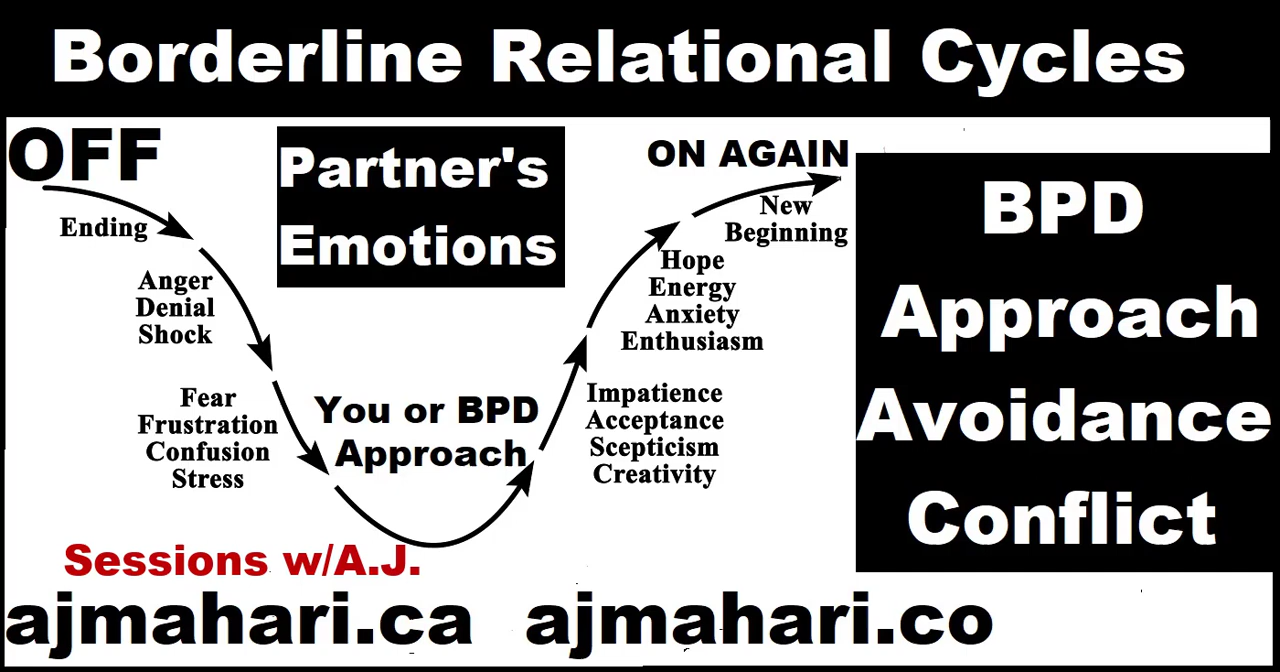 Borderline Relational Cycles
OFF
Ending
Anger
Denial
Shock
Fear
Frustration
Confusion
Stress
Partner's
Emotions
You or BPD
Approach
ON AGAIN
New
Beginning
Hope
Energy
Anxiety
Enthusiasm
Impatience
Acceptance
Scepticism
Creativity
BPD
Approach
Avoidance
Conflict
Sessions w/A.J.
ajmahari.ca ajmahari.co